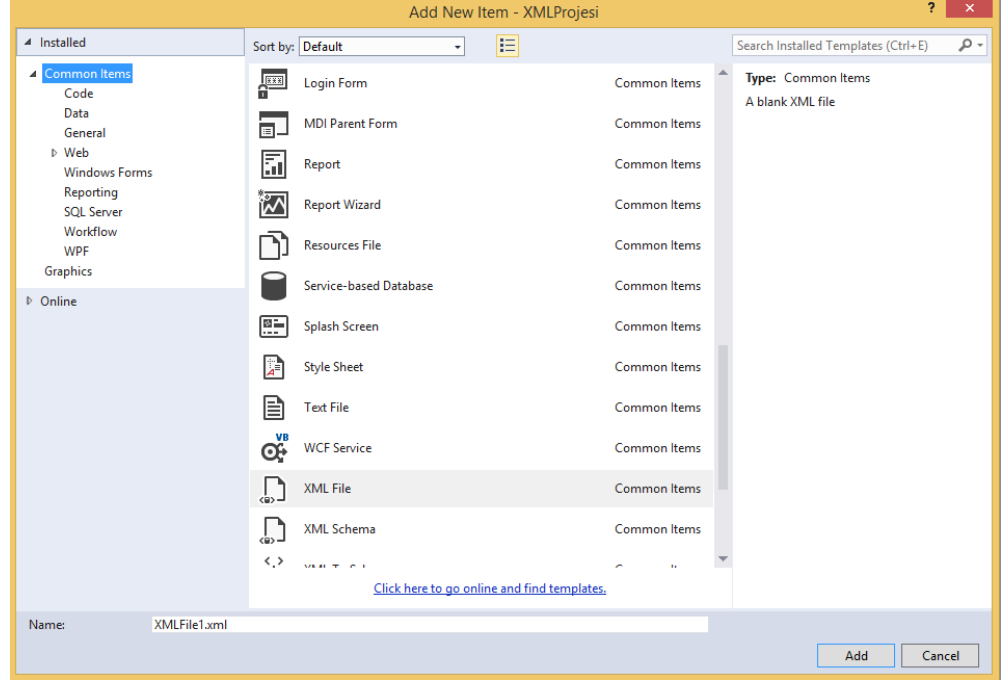 Add New Item - XMLProjesi
?
Installed
Sort by: Default
Search Installed Templates (Ctrl+E)
Common Items
Code
Data
General
Web
Windows Forms
Reporting
SQL Server
Workflow
WPF
Graphics
Online
Login Form Common Items
MDI Parent Form Common Items
Report Common Items
Report Wizard Common Items
Resources File Common Items
Service-based Database Common Items
Splash Screen Common Items
Style Sheet Common Items
Text File Common Items
VB
WCF Service Common Items
XML File Common Items
XML Schema Common Items
Click here to go online and find templates.
Type: Common Items
A blank XML file
Name: XMLFile1.xml
Add Cancel